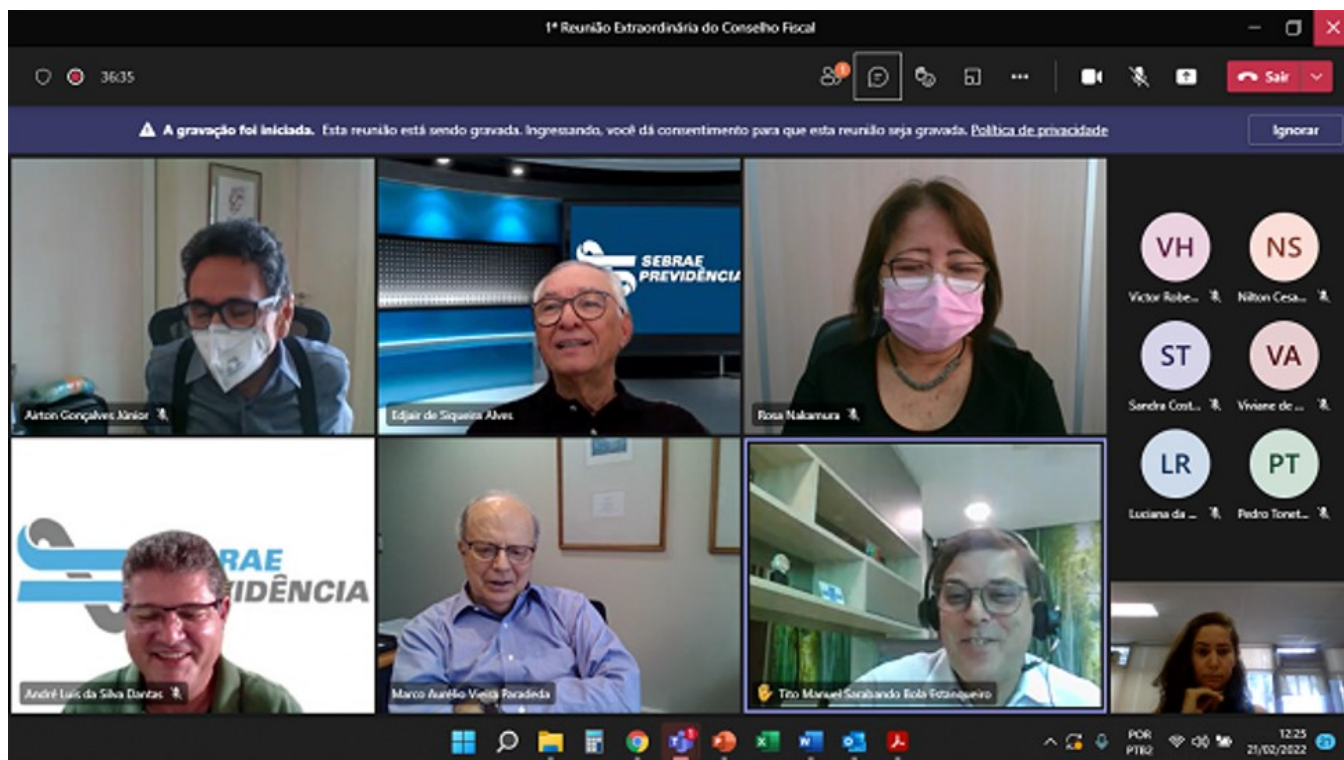 1ª Reunião Extraordinária do Conselho Fiscal
36:35
1
Sair
A gravação foi iniciada. Esta reunião está sendo gravada. Ingressando, você dá consentimento para que esta reunião seja gravada. Política de privacidade
Ignorar
SEBRAE
PREVIDÊNCIA
Airton Gonçalves Júnior
Edjair de Siqueira Alves
Rosa Nakamura
VH
NS
Victor Robe...
Nilton Cesa...
ST
VA
Sandra Cost...
Viviane de ...
LR
PT
Luciana da ...
Pedro Tonet...
RAE
IDÊNCIA
André Luis da Silva Dantas
Marco Aurélio Vieira Paradeda
Tito Manuel Sarabando Bola Estanqueiro
POR
PTB2
12:25
21/02/2022
21